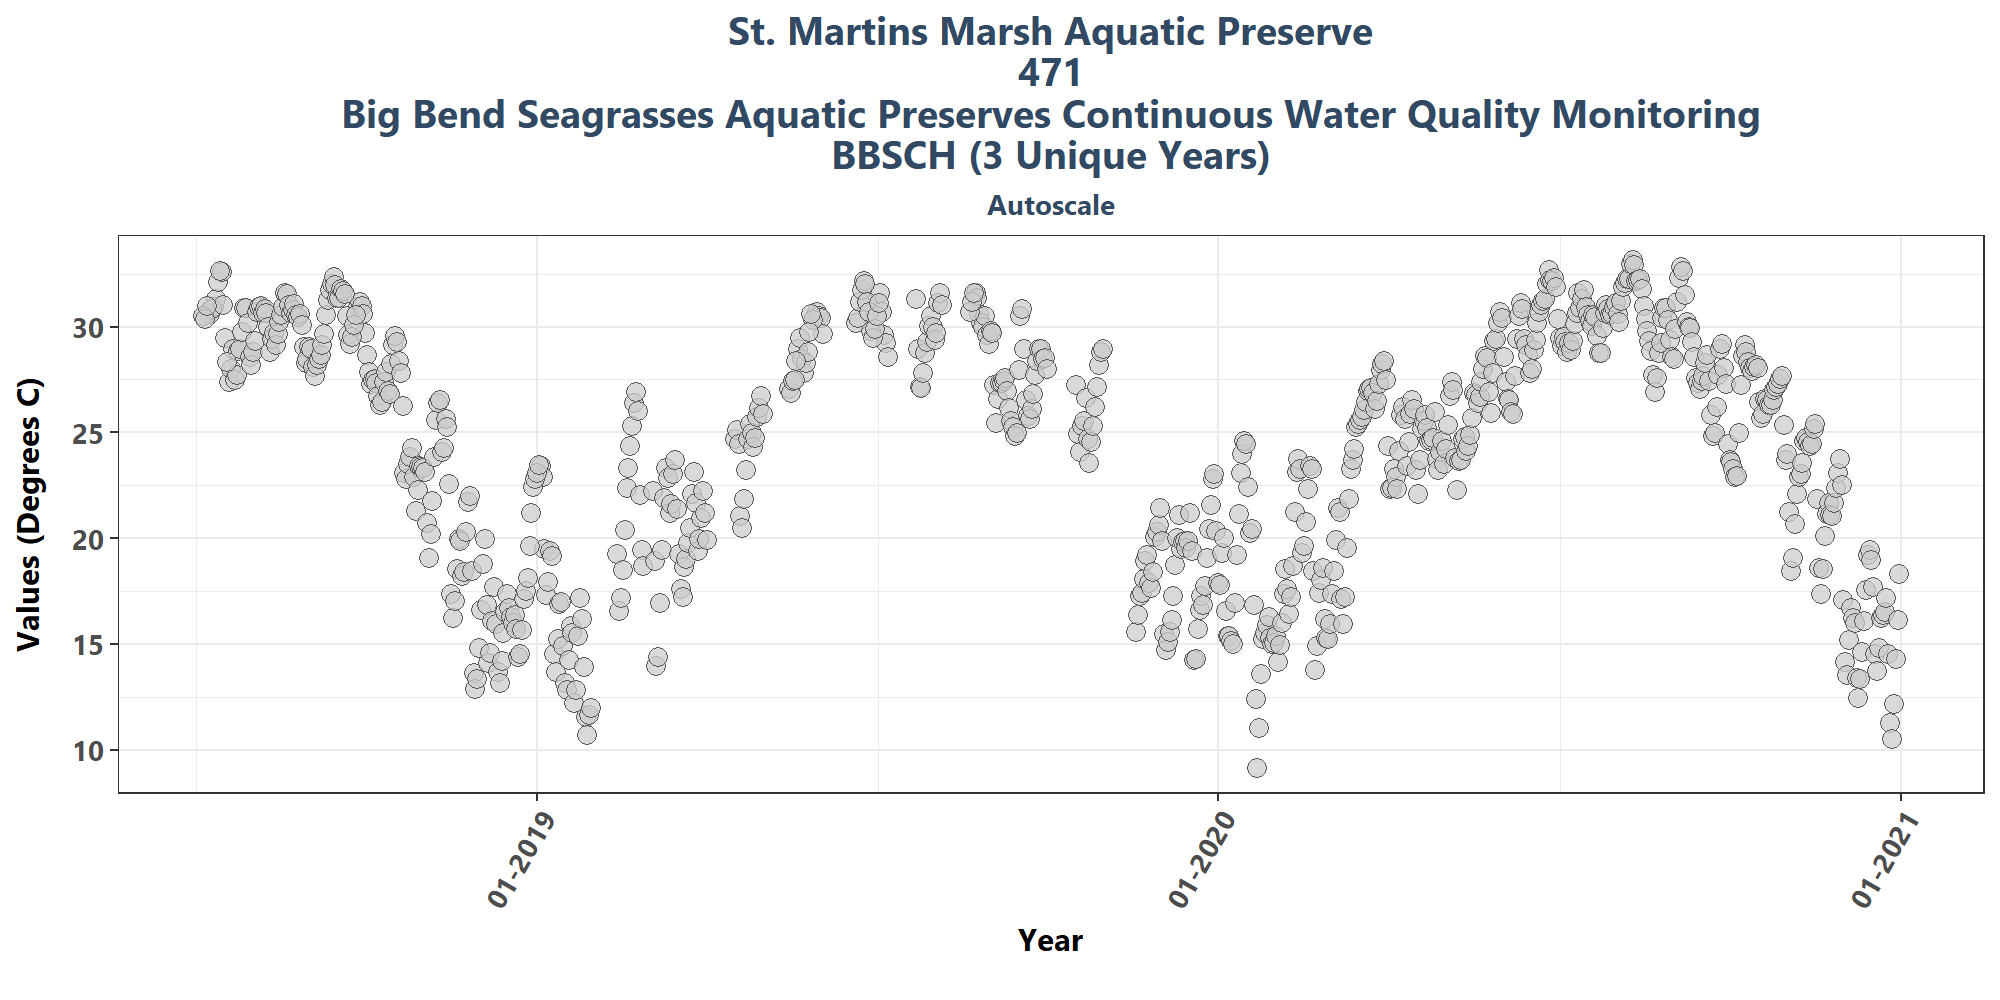 St. Martins Marsh Aquatic Preserve
471
Big Bend Seagrasses Aquatic Preserves Continuous Water Quality Monitoring
BBSCH (3 Unique Years)
Autoscale
Values (Degrees C)
30
25
20
15
10
01-2019
01-2020
01-2021
Year